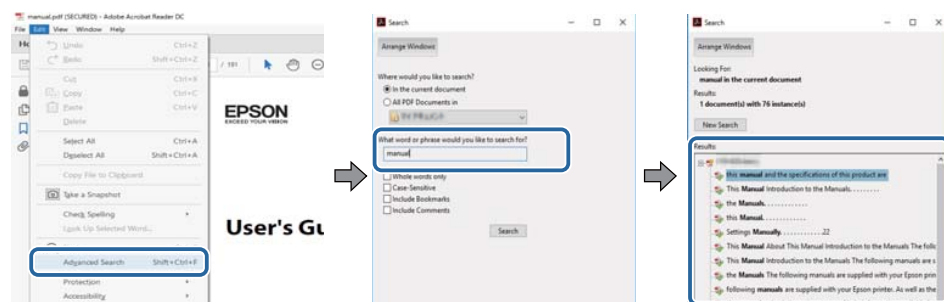 manual.pdf (SECURED) - Adobe Acrobat Reader DC
File Edit View Window Help
Undo Ctrl+Z
Redo Shift+Ctrl+Z
Cut Ctrl+X
Copy Ctrl+C
Paste Ctrl+V
Delete
Select All Ctrl+A
Deselect All Shift+Ctrl+A
Copy File to Clipboard
Take a Snapshot
Check Spelling
Look Up Selected Word...
Advanced Search Shift+Ctrl+F
Protection
Accessibility
/ 191
EPSON
EXCEED YOUR VISION
User's Gu
Search
Arrange Windows
Where would you like to search?
In the current document
All PDF Documents in
What word or phrase would you like to search for?
manual
Whole words only
Case-Sensitive
Include Bookmarks
Include Comments
Search
Search
Arrange Windows
Looking For:
manual in the current document
Results:
1 document(s) with 76 instance(s)
New Search
Results:
this manual and the specifications of this product are
This Manual Introduction to the Manuals. . . . . . . . .
the Manuals. . . . . . . . . . . . .
this Manual. . . . . . . . . . . . .
Settings Manually. . . . . . . . . . . . .22
This Manual About This Manual Introduction to the Manuals The follo
This Manual Introduction to the Manuals The following manuals are s
the Manuals The following manuals are supplied with your Epson prin
following manuals are supplied with your Epson printer. As well as the